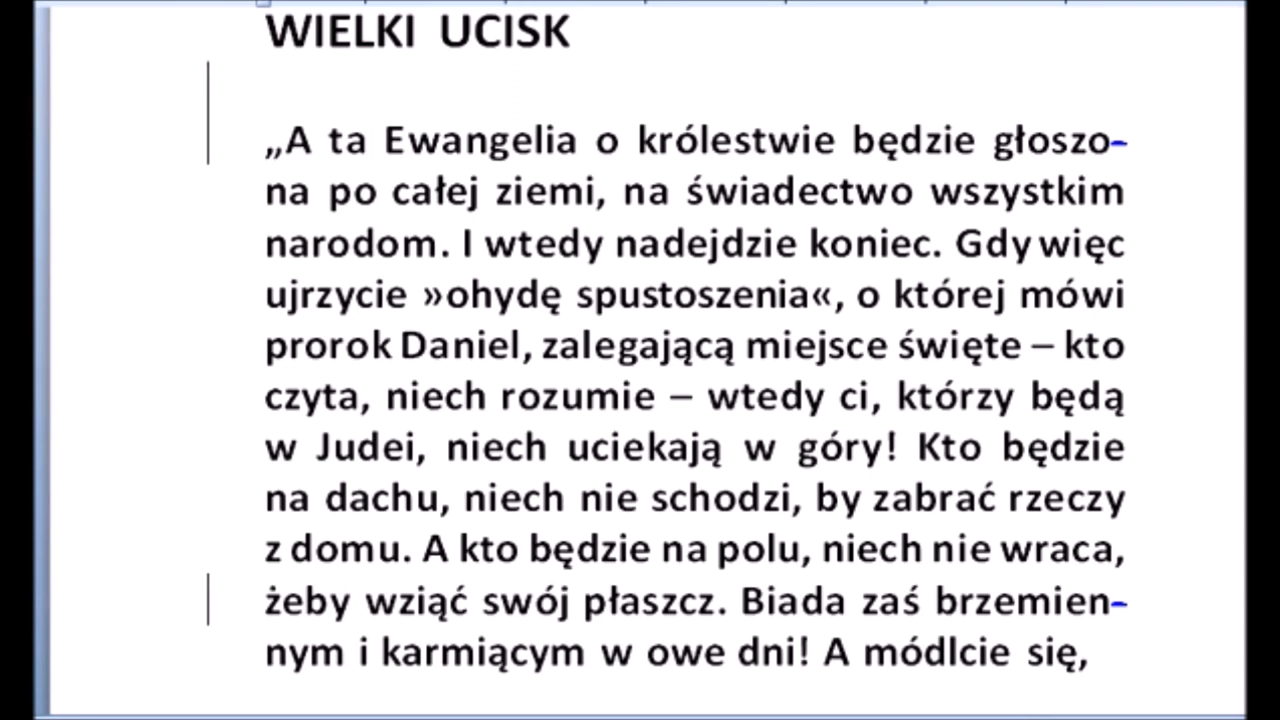 WIELKI UCISK
„A ta Ewangelia o królestwie będzie głoszo-
na po całej ziemi, na świadectwo wszystkim
narodom. I wtedy nadejdzie koniec. Gdy więc
ujrzycie »ohydę spustoszenia«, o której mówi
prorok Daniel, zalegającą miejsce święte – kto
czyta, niech rozumie – wtedy ci, którzy będą
w Judei, niech uciekają w góry! Kto będzie
na dachu, niech nie schodzi, by zabrać rzeczy
z domu. A kto będzie na polu, niech nie wraca,
żeby wziąć swój płaszcz. Biada zaś brzemien-
nym i karmiącym w owe dni! A módlcie się,